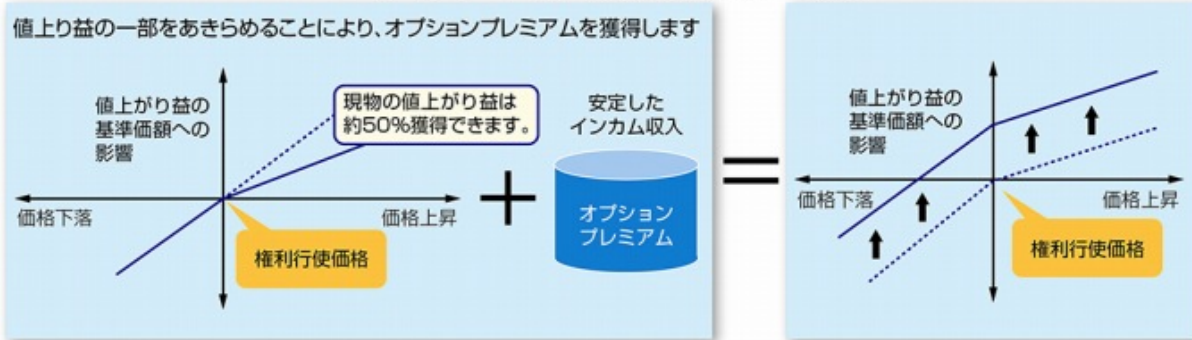 値上り益の一部をあきらめることにより、オプションプレミアムを獲得します
値上がり益の
基準価額への
影響
現物の値上がり益は
約50%獲得できます。
価格下落
価格上昇
権利行使価格
安定した
インカム収入
オプション
プレミアム
値上がり益の
基準価額への
影響
価格下落
価格上昇
権利行使価格